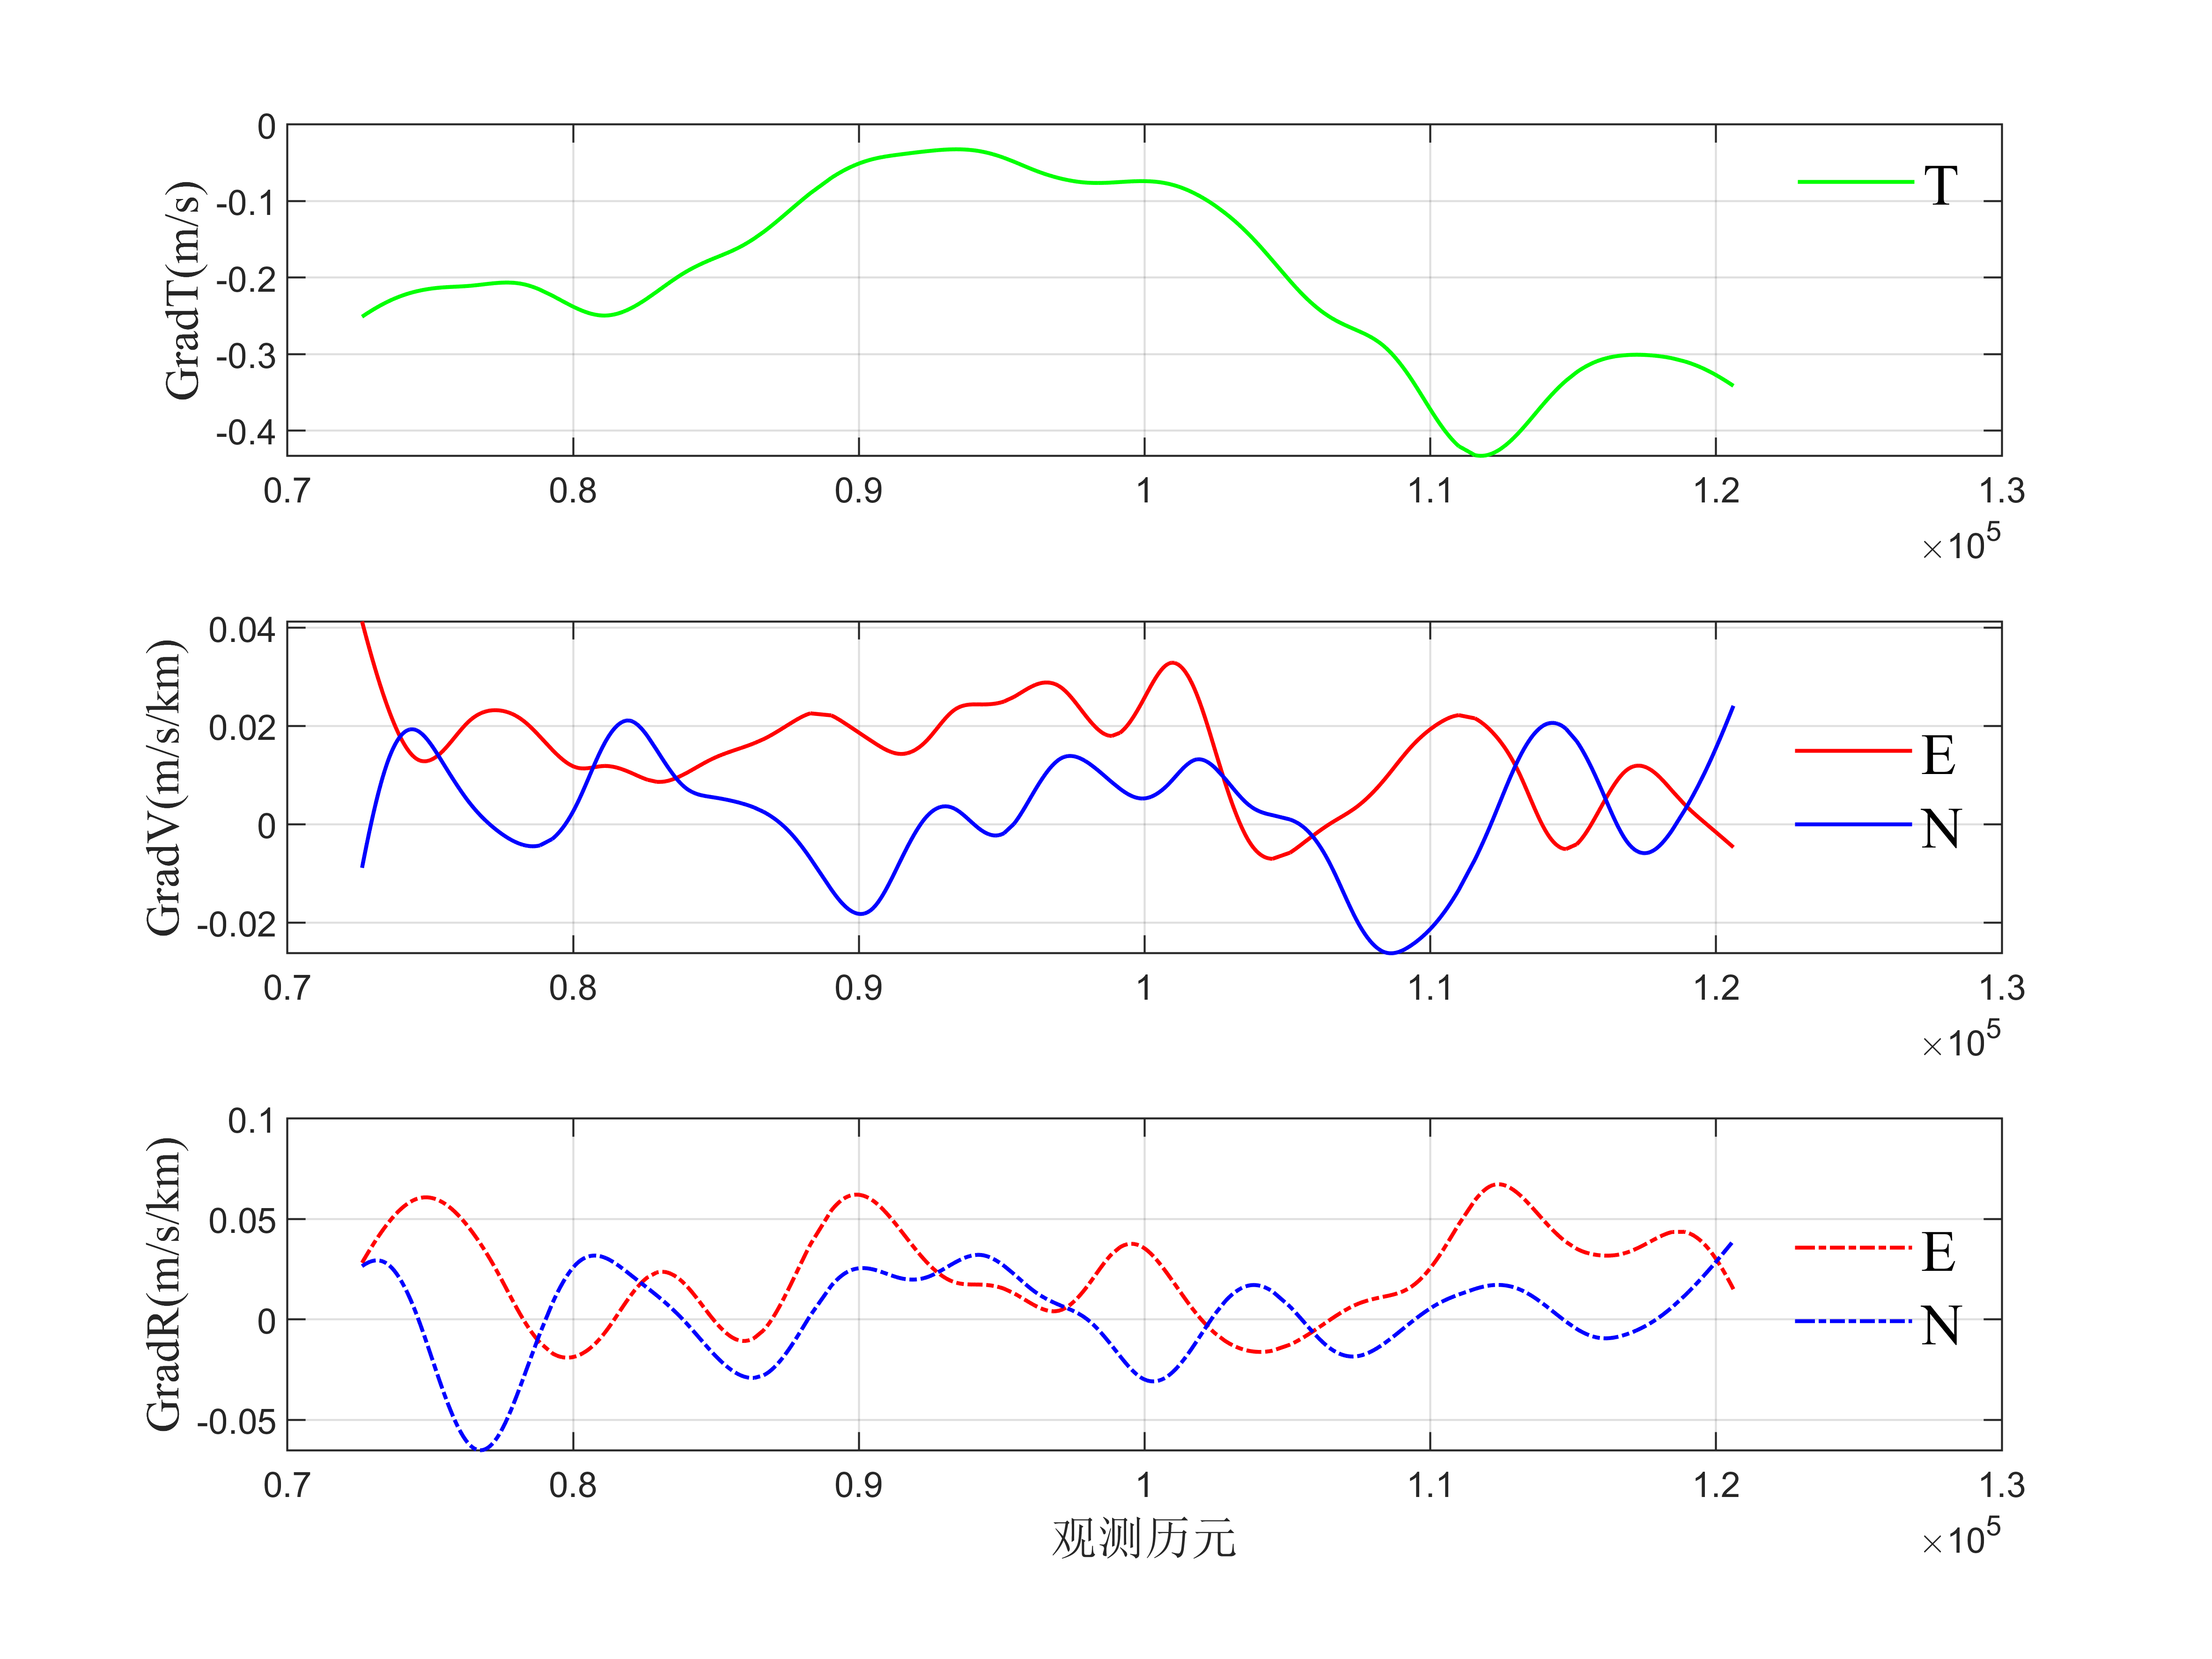 GradT(m/s)
0
-0.1
-0.2
-0.3
-0.4
T
0.7 0.8 0.9 1 1.1 1.2 1.3
×10^5
GradV(m/s/km)
0.04
0.02
0
-0.02
E
N
0.7 0.8 0.9 1 1.1 1.2 1.3
×10^5
GradR(m/s/km)
0.1
0.05
0
-0.05
E
N
0.7 0.8 0.9 1 1.1 1.2 1.3
×10^5
观测历元